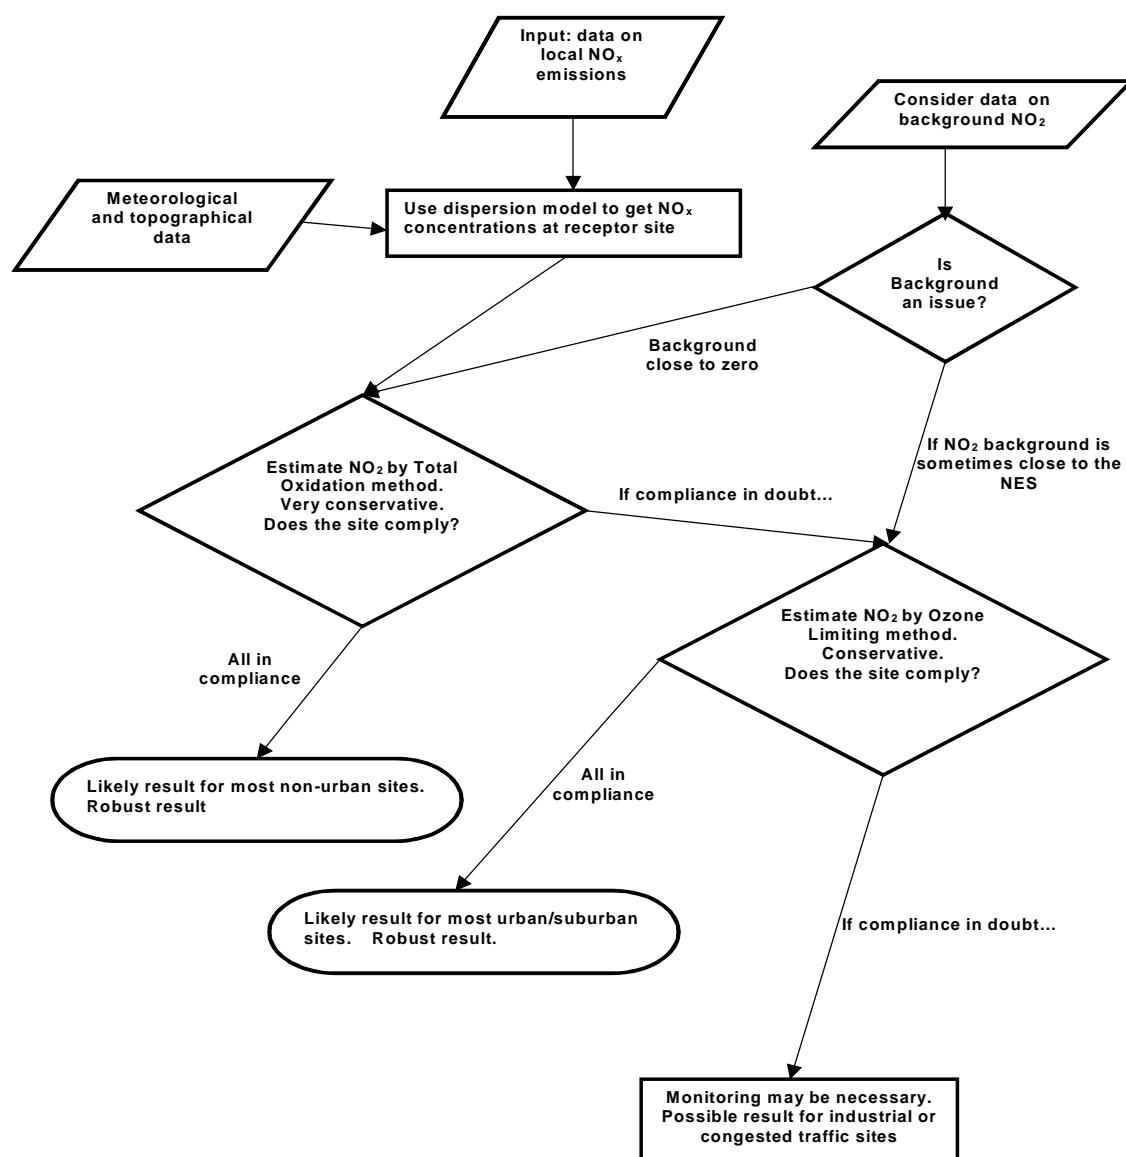 Input: data on
local NOₓ
emissions
Consider data on
background NO₂
Meteorological
and topographical
data
Use dispersion model to get NOₓ
concentrations at receptor site
Is
Background
an issue?
Background
close to zero
If NO₂ background is
sometimes close to the
NES
Estimate NO₂ by Total
Oxidation method.
Very conservative.
Does the site comply?
If compliance in doubt...
Estimate NO₂ by Ozone
Limiting method.
Conservative.
Does the site comply?
All in
compliance
Likely result for most non-urban sites.
Robust result
All in
compliance
Likely result for most urban/suburban
sites. Robust result.
If compliance in doubt...
Monitoring may be necessary.
Possible result for industrial or
congested traffic sites